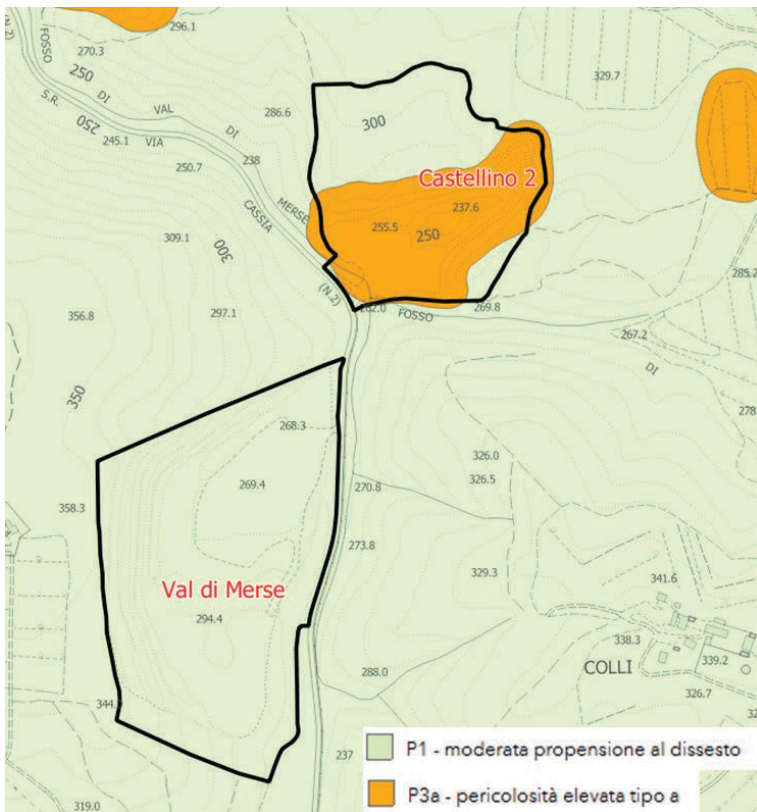 296.1
FOSSO
270.3
250
(N.2)
S.R.
DI
VAL
329.7
250
245.1
VIA
DI
286.6
300
250.7
238
MERSE
CASSIA
Castellino 2
237.6
255.5
250
309.1
300
285.2
297.1
(N.2)
262.0
FOSSO
269.8
356.8
267.2
DI
350
278.
268.3
326.0
269.4
326.5
270.8
358.3
273.8
329.3
341.6
Val di Merse
294.4
338.3
COLLI
339.2
288.0
326.7
344.
32
237
P1 - moderata propensione al dissesto
319.0
P3a - pericolosità elevata tipo a